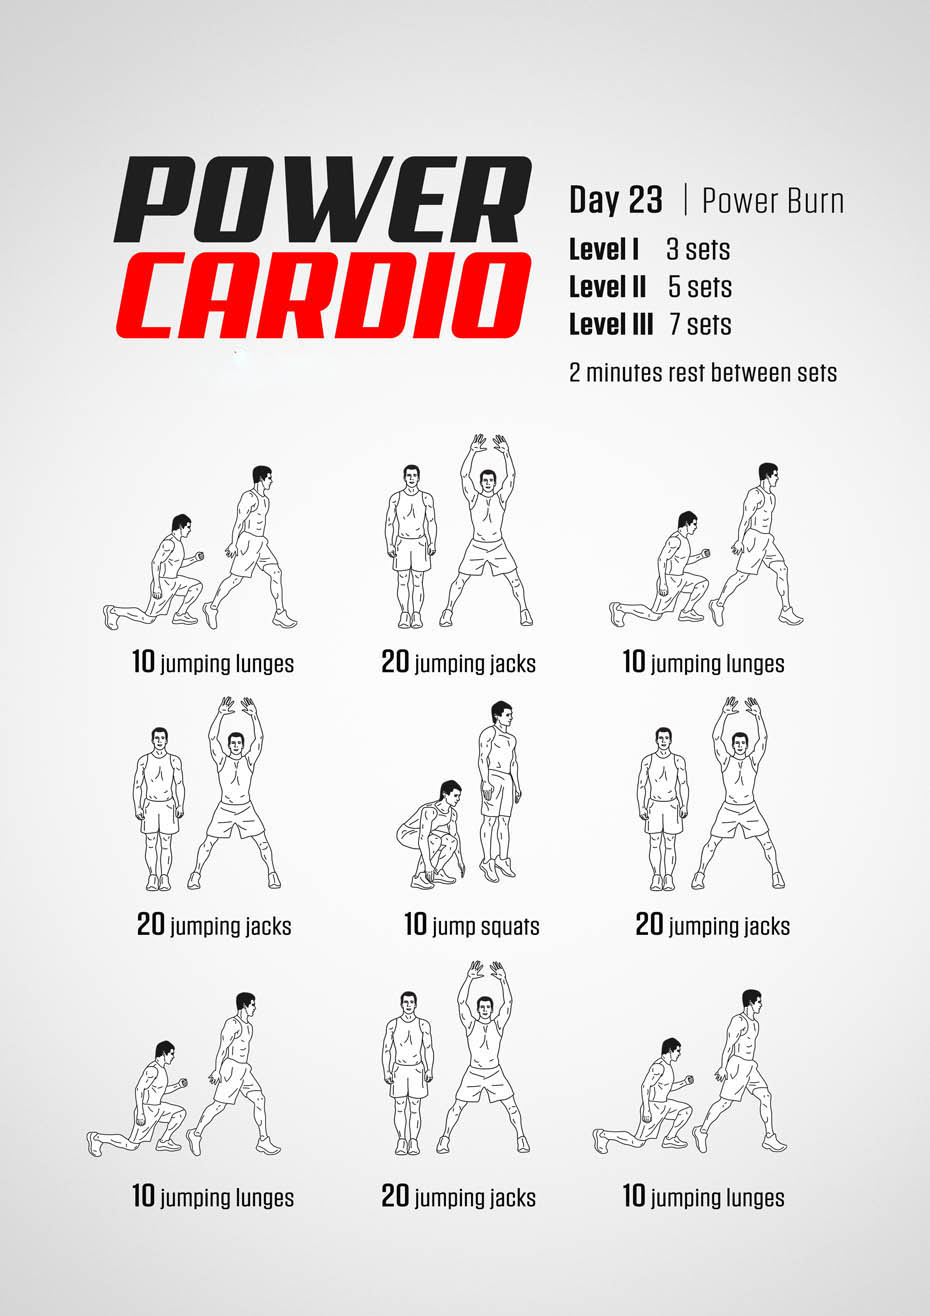 POWER
CARDIO
Day 23 | Power Burn
Level I 3 sets
Level II 5 sets
Level III 7 sets
2 minutes rest between sets
10 jumping lunges
20 jumping jacks
10 jumping lunges
20 jumping jacks
10 jump squats
20 jumping jacks
10 jumping lunges
20 jumping jacks
10 jumping lunges